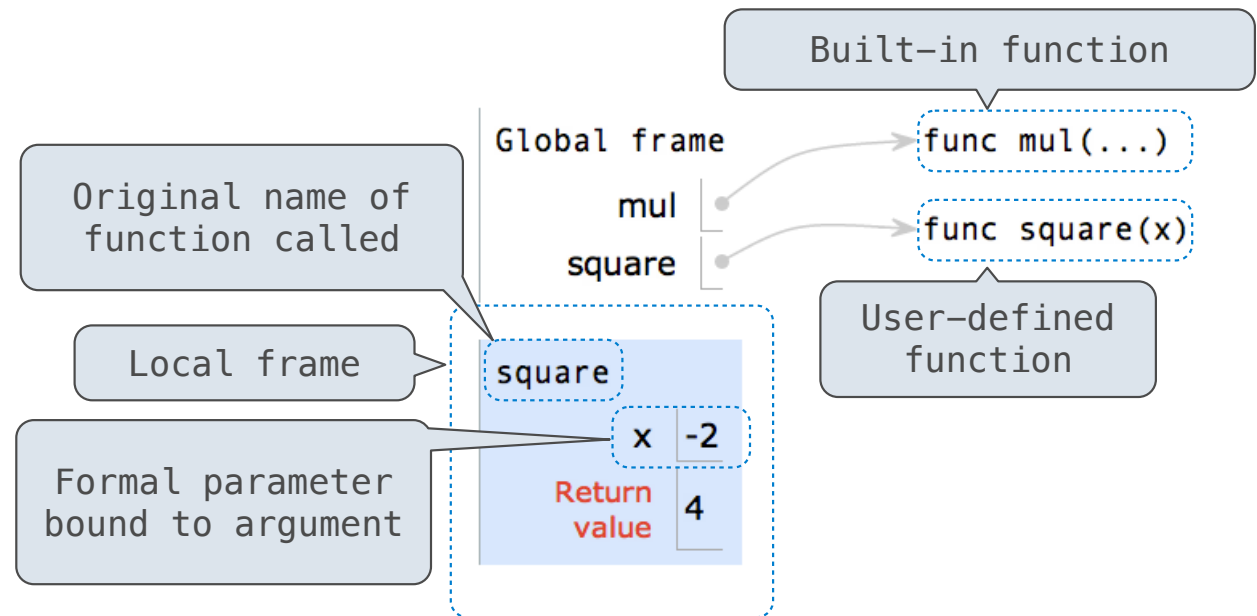 Built-in function
Global frame
func mul(...)
mul
Original name of
function called
func square(x)
square
User-defined
function
Local frame
square
x -2
Formal parameter
bound to argument
Return
value
4